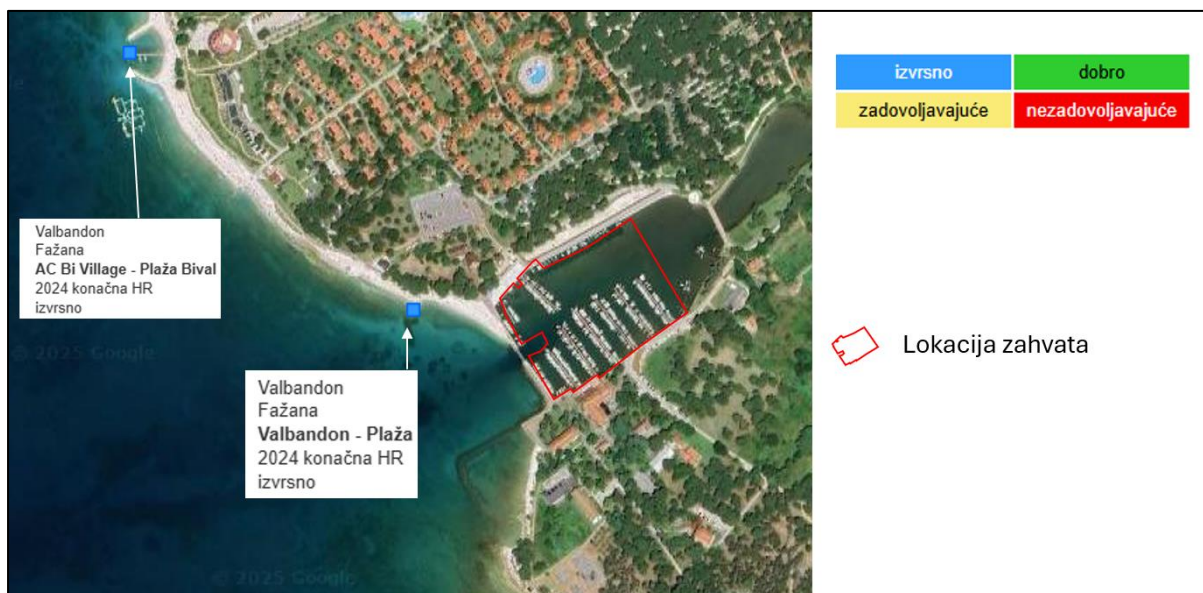 Valbandon
Fažana
AC Bi Village - Plaža Bival
2024 konačna HR
izvrsno
Valbandon
Fažana
Valbandon - Plaža
2024 konačna HR
izvrsno
© 2025 Google
© 2025 Google
izvrsno dobro
zadovoljavajuće nezadovoljavajuće
Lokacija zahvata